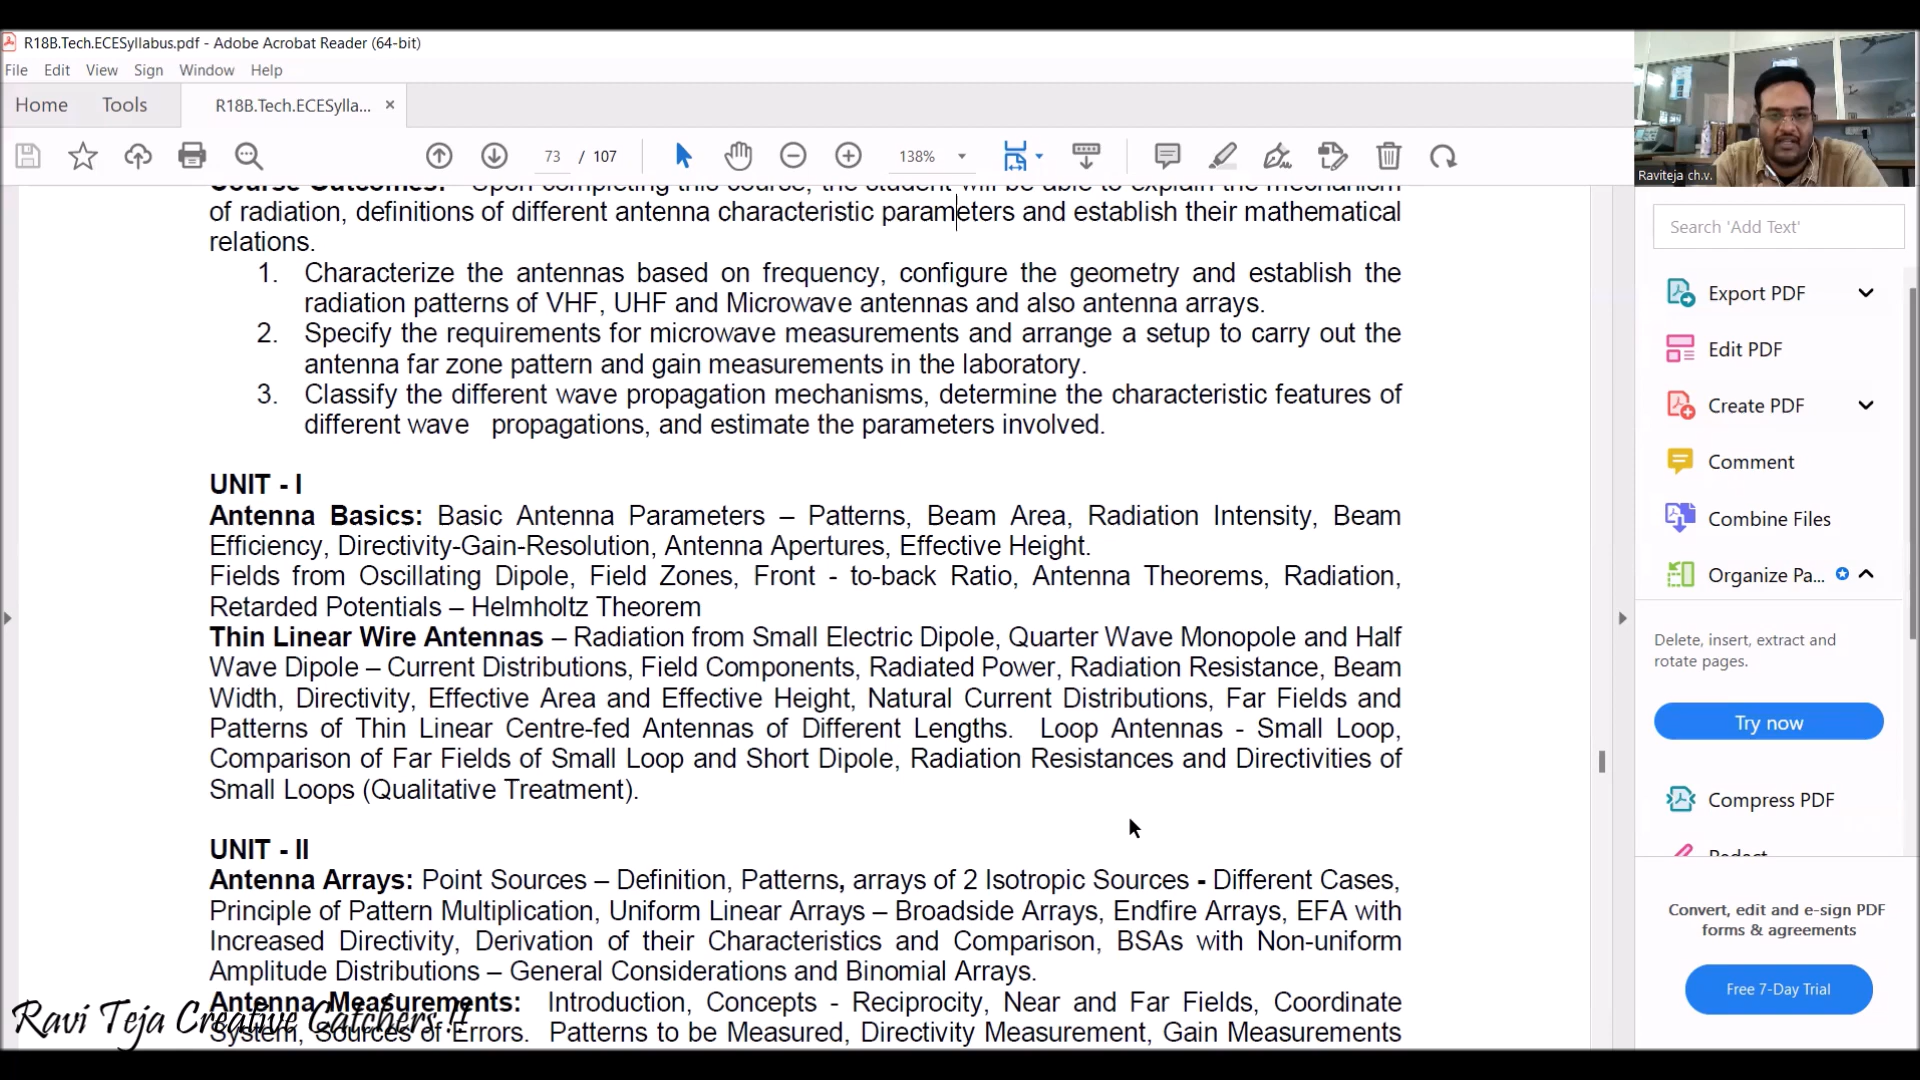 R18B.Tech.ECESyllabus.pdf - Adobe Acrobat Reader (64-bit)
File Edit View Sign Window Help
Home Tools R18B.Tech.ECESylla... ×
73 / 107 138%
Raviteja ch.v.
Course Outcomes: Upon completing this course, the student will be able to explain the mechanism
of radiation, definitions of different antenna characteristic parameters and establish their mathematical
relations.
1. Characterize the antennas based on frequency, configure the geometry and establish the
radiation patterns of VHF, UHF and Microwave antennas and also antenna arrays.
2. Specify the requirements for microwave measurements and arrange a setup to carry out the
antenna far zone pattern and gain measurements in the laboratory.
3. Classify the different wave propagation mechanisms, determine the characteristic features of
different wave propagations, and estimate the parameters involved.
UNIT - I
Antenna Basics: Basic Antenna Parameters – Patterns, Beam Area, Radiation Intensity, Beam
Efficiency, Directivity-Gain-Resolution, Antenna Apertures, Effective Height.
Fields from Oscillating Dipole, Field Zones, Front - to-back Ratio, Antenna Theorems, Radiation,
Retarded Potentials – Helmholtz Theorem
Thin Linear Wire Antennas – Radiation from Small Electric Dipole, Quarter Wave Monopole and Half
Wave Dipole – Current Distributions, Field Components, Radiated Power, Radiation Resistance, Beam
Width, Directivity, Effective Area and Effective Height, Natural Current Distributions, Far Fields and
Patterns of Thin Linear Centre-fed Antennas of Different Lengths. Loop Antennas - Small Loop,
Comparison of Far Fields of Small Loop and Short Dipole, Radiation Resistances and Directivities of
Small Loops (Qualitative Treatment).
UNIT - II
Antenna Arrays: Point Sources – Definition, Patterns, arrays of 2 Isotropic Sources - Different Cases,
Principle of Pattern Multiplication, Uniform Linear Arrays – Broadside Arrays, Endfire Arrays, EFA with
Increased Directivity, Derivation of their Characteristics and Comparison, BSAs with Non-uniform
Amplitude Distributions – General Considerations and Binomial Arrays.
Antenna Measurements: Introduction, Concepts - Reciprocity, Near and Far Fields, Coordinate
System, Sources of Errors. Patterns to be Measured, Directivity Measurement, Gain Measurements
Ravi Teja Creative Catchers !!
Search 'Add Text'
Export PDF
Edit PDF
Create PDF
Comment
Combine Files
Organize Pa...
Delete, insert, extract and
rotate pages.
Try now
Compress PDF
Redact
Convert, edit and e-sign PDF
forms & agreements
Free 7-Day Trial